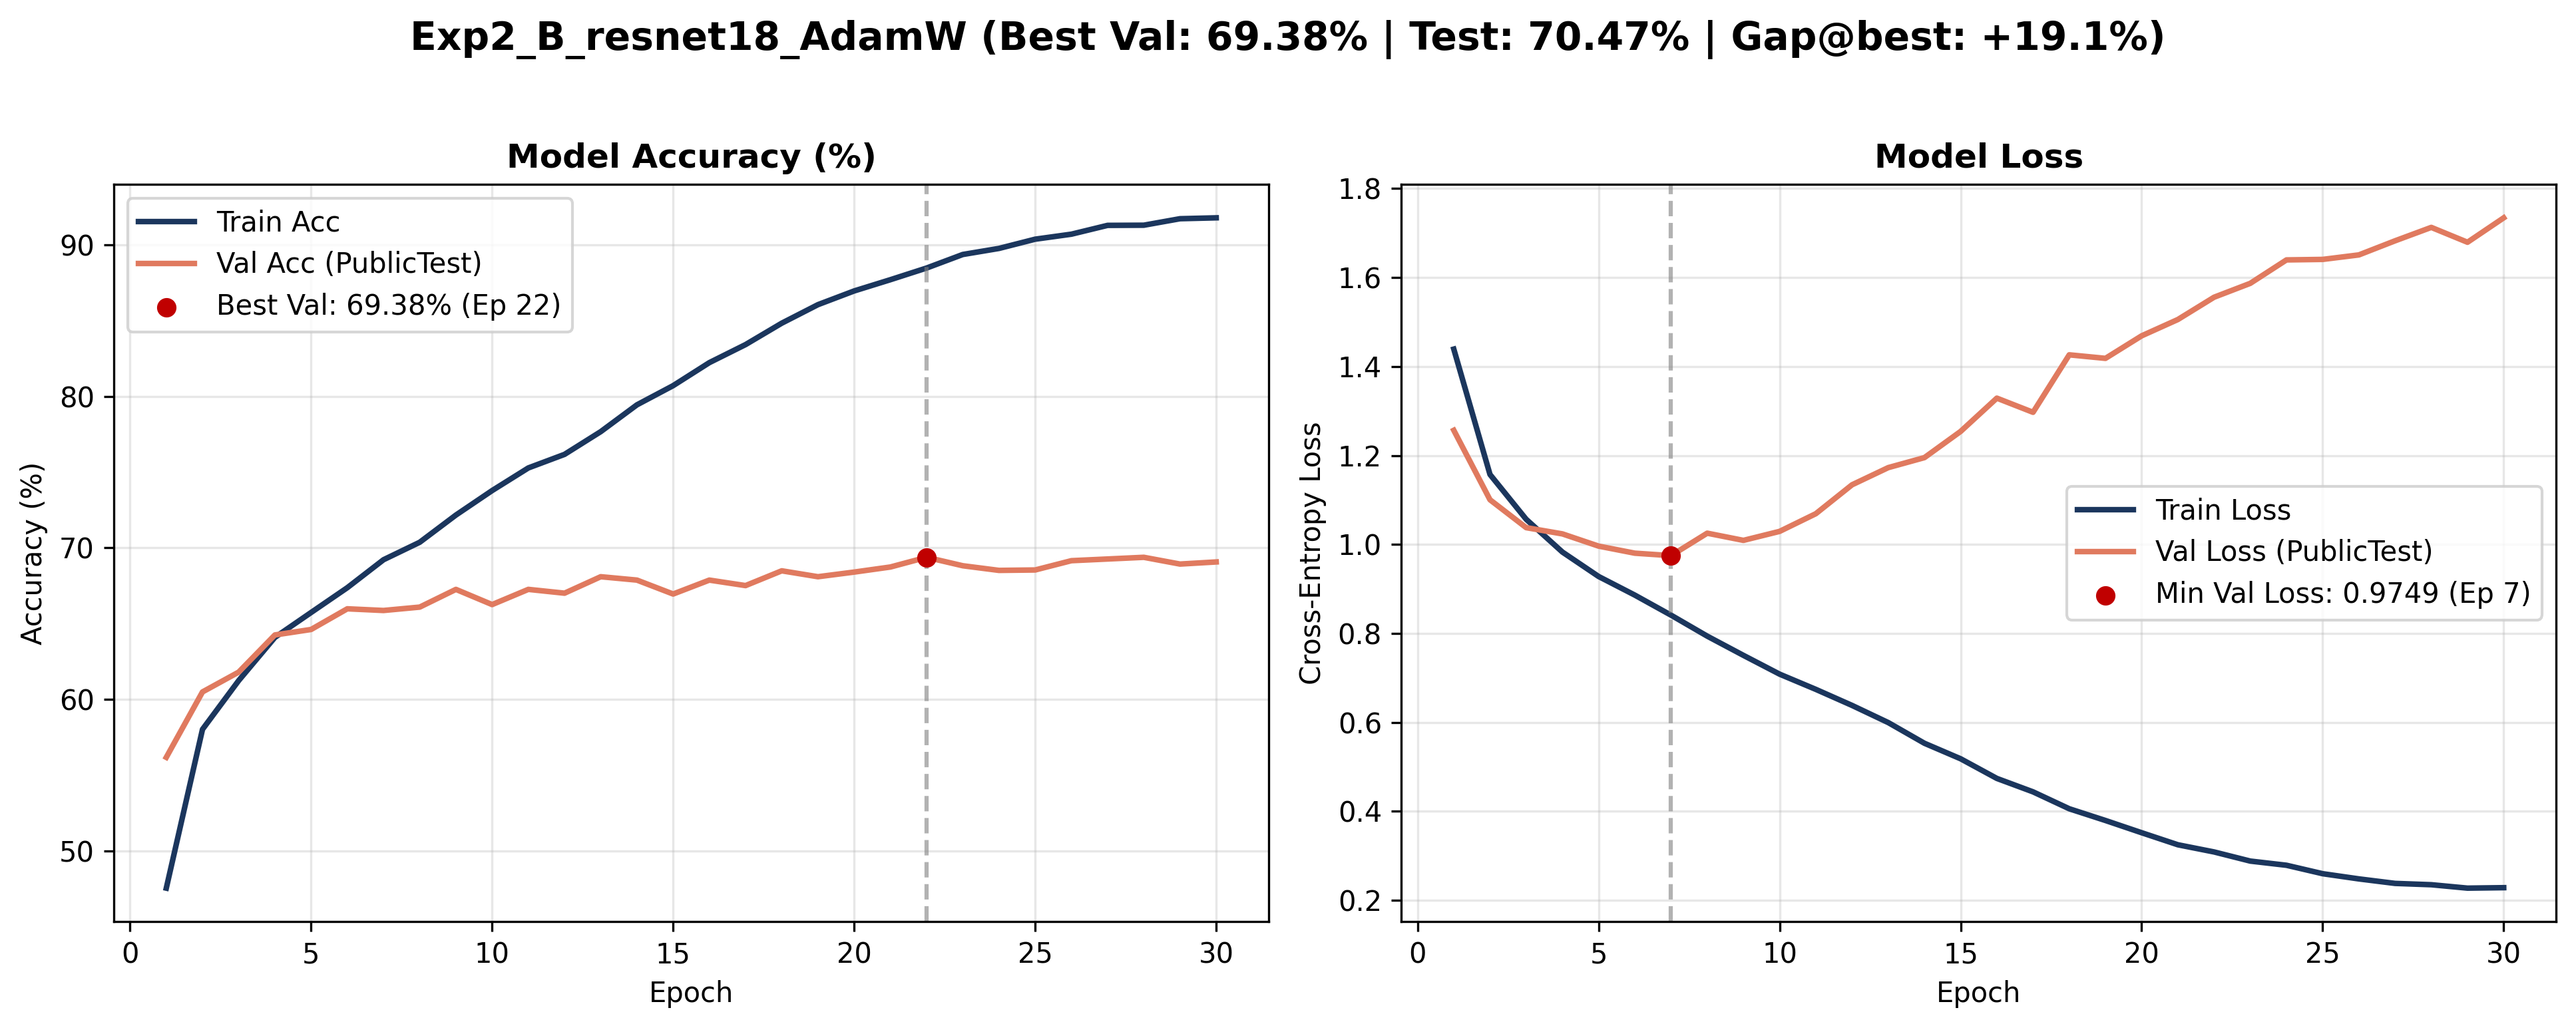 Exp2_B_resnet18_AdamW (Best Val: 69.38% | Test: 70.47% | Gap@best: +19.1%)
Model Accuracy (%)
Train Acc
Val Acc (PublicTest)
Best Val: 69.38% (Ep 22)
Accuracy (%)
90
80
70
60
50
0
5
10
15
20
25
30
Epoch
Model Loss
Train Loss
Val Loss (PublicTest)
Min Val Loss: 0.9749 (Ep 7)
Cross-Entropy Loss
1.8
1.6
1.4
1.2
1.0
0.8
0.6
0.4
0.2
0
5
10
15
20
25
30
Epoch